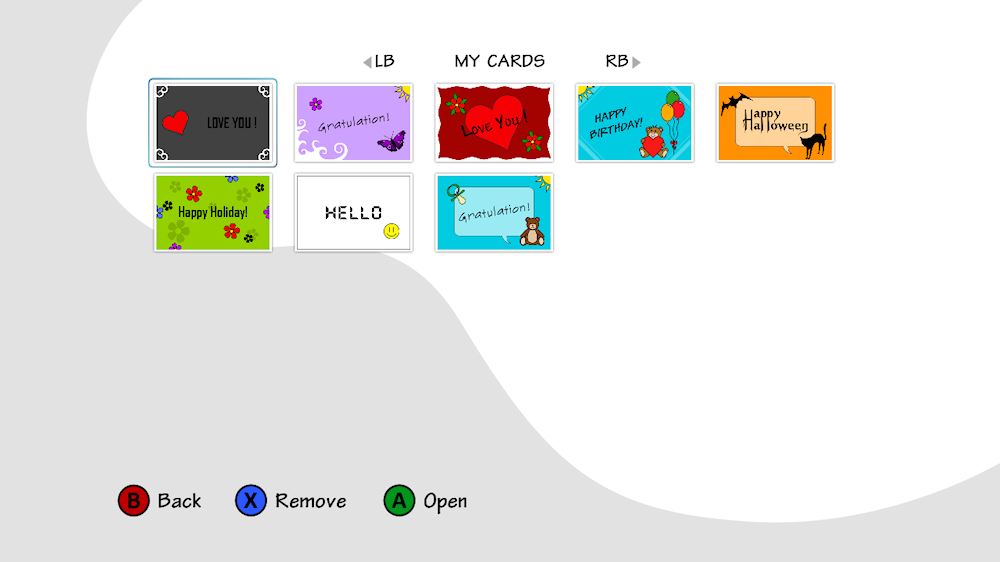 LB MY CARDS RB
LOVE YOU !
Gratulation!
Love You !
HAPPY
BIRTHDAY!
Happy
Halloween
Happy Holiday!
HELLO
Gratulation!
B Back X Remove A Open